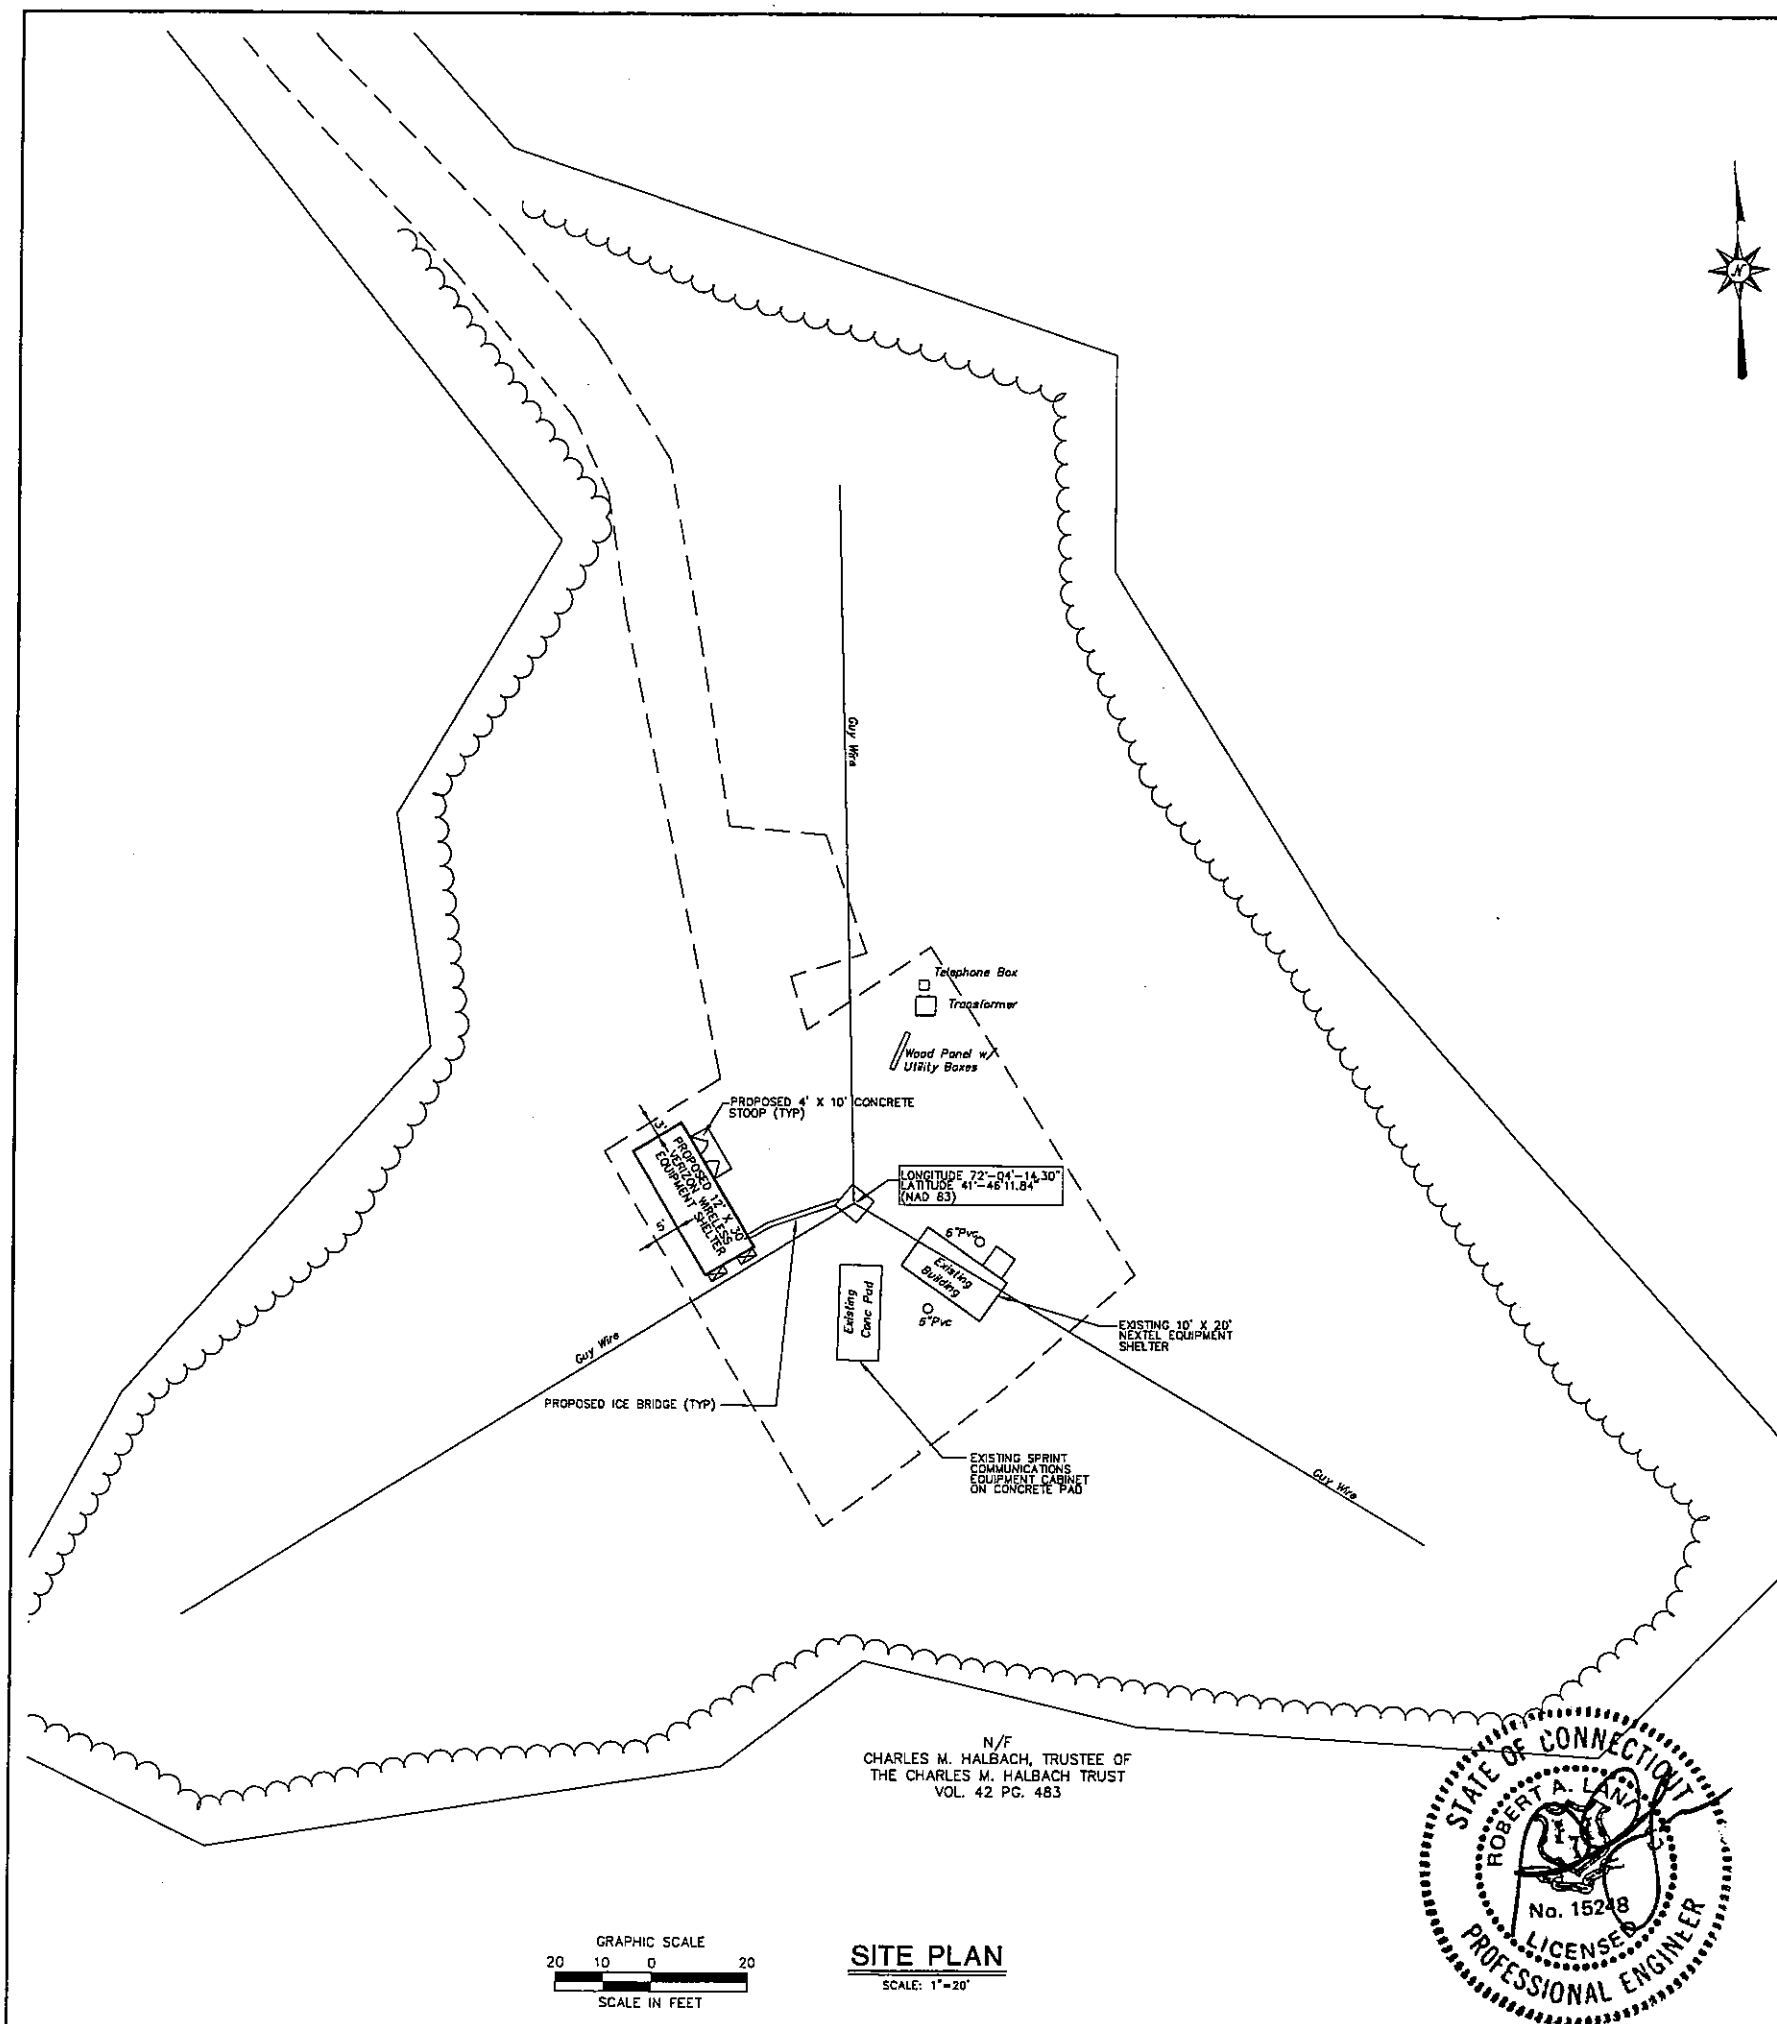 N
Guy Wire
Telephone Box
Transformer
Wood Panel w/
Utility Boxes
PROPOSED 4' X 10' CONCRETE
STOOP (TYP)
3'
PROPOSED 12' X 30'
VERIZON WIRELESS
EQUIPMENT SHELTER
5'
LONGITUDE 72°-04'-14.30"
LATITUDE 41°-46'11.84"
(NAD 83)
6"Pvc
Existing
Building
Existing
Conc Pad
6"Pvc
EXISTING 10' X 20'
NEXTEL EQUIPMENT
SHELTER
Guy Wire
PROPOSED ICE BRIDGE (TYP)
EXISTING SPRINT
COMMUNICATIONS
EQUIPMENT CABINET
ON CONCRETE PAD
Guy Wire
N/F
CHARLES M. HALBACH, TRUSTEE OF
THE CHARLES M. HALBACH TRUST
VOL. 42 PG. 483
STATE OF CONNECTICUT
ROBERT A.
No. 15248
LICENSED
PROFESSIONAL ENGINEER
GRAPHIC SCALE
20 10 0 20
SCALE IN FEET
SITE PLAN
SCALE: 1"=20'